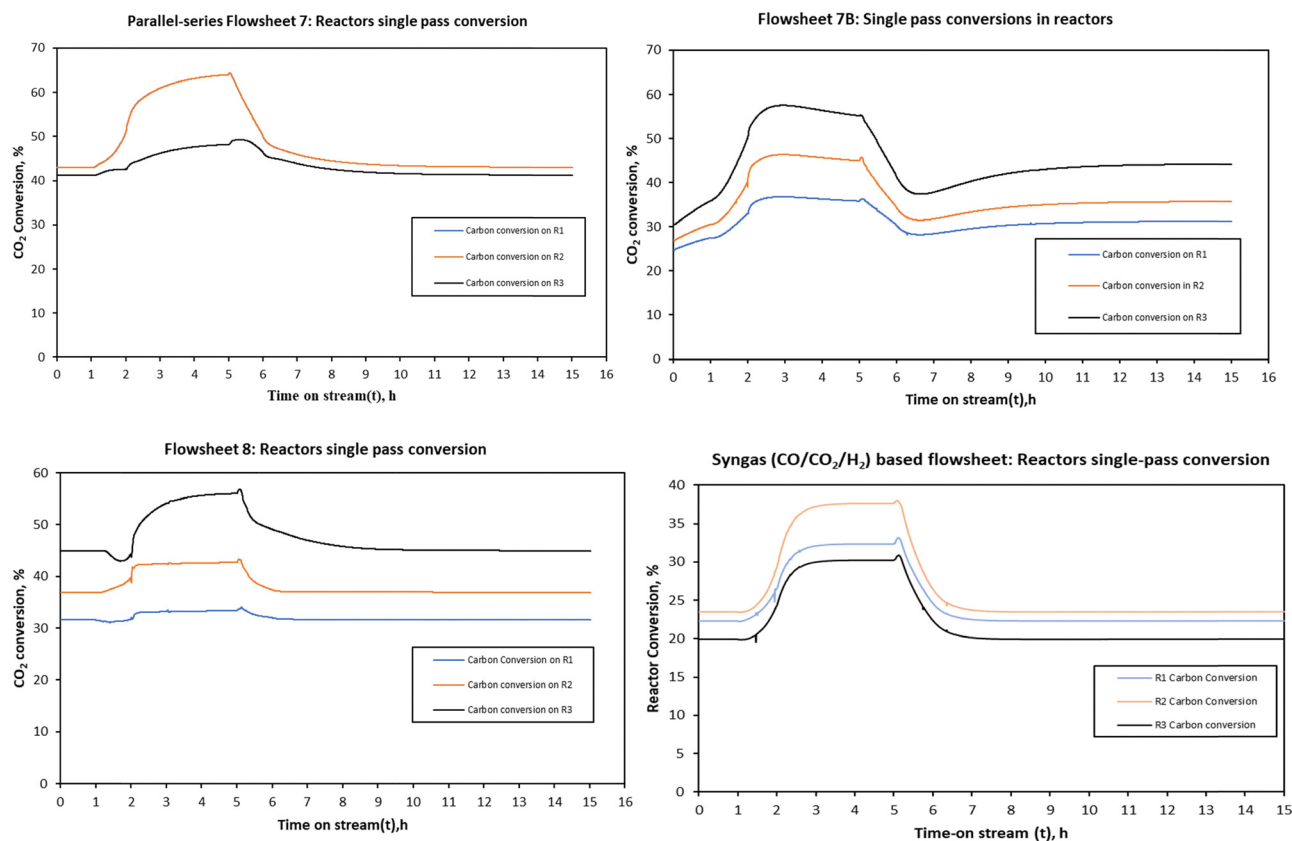 Parallel-series Flowsheet 7: Reactors single pass conversion
70
60
50
40
30
20
10
0
CO₂ Conversion, %
Carbon conversion on R1
Carbon conversion on R2
Carbon conversion on R3
0 1 2 3 4 5 6 7 8 9 10 11 12 13 14 15 16
Time on stream(t), h
Flowsheet 7B: Single pass conversions in reactors
70
60
50
40
30
20
10
0
CO₂ conversion, %
Carbon conversion on R1
Carbon conversion in R2
Carbon conversion on R3
0 1 2 3 4 5 6 7 8 9 10 11 12 13 14 15 16
Time on stream(t),h
Flowsheet 8: Reactors single pass conversion
60
50
40
30
20
10
0
CO₂ conversion, %
Carbon Conversion on R1
Carbon conversion on R2
Carbon conversion on R3
0 1 2 3 4 5 6 7 8 9 10 11 12 13 14 15 16
Time on stream(t),h
Syngas (CO/CO₂/H₂) based flowsheet: Reactors single-pass conversion
40
35
30
25
20
15
10
5
0
Reactor Conversion, %
R1 Carbon Conversion
R2 Carbon Conversion
R3 Carbon conversion
0 1 2 3 4 5 6 7 8 9 10 11 12 13 14 15
Time-on stream (t), h